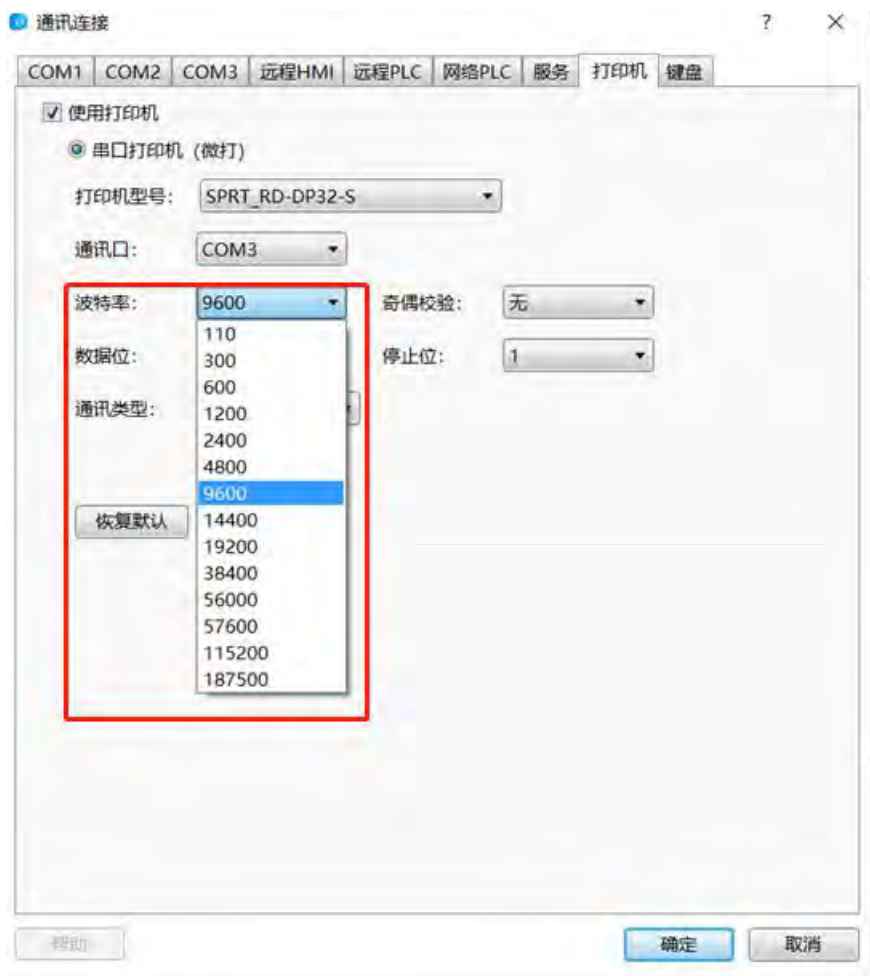 通讯连接 ?
COM1 COM2 COM3 远程HMI 远程PLC 网络PLC 服务 打印机 键盘
使用打印机
串口打印机 (微打)
打印机型号: SPRT_RD-DP32-S
通讯口: COM3
波特率: 9600 奇偶校验: 无
110
数据位: 停止位: 1
300
600
通讯类型:
1200
2400
4800
9600
恢复默认
14400
19200
38400
56000
57600
115200
187500
帮助 确定 取消